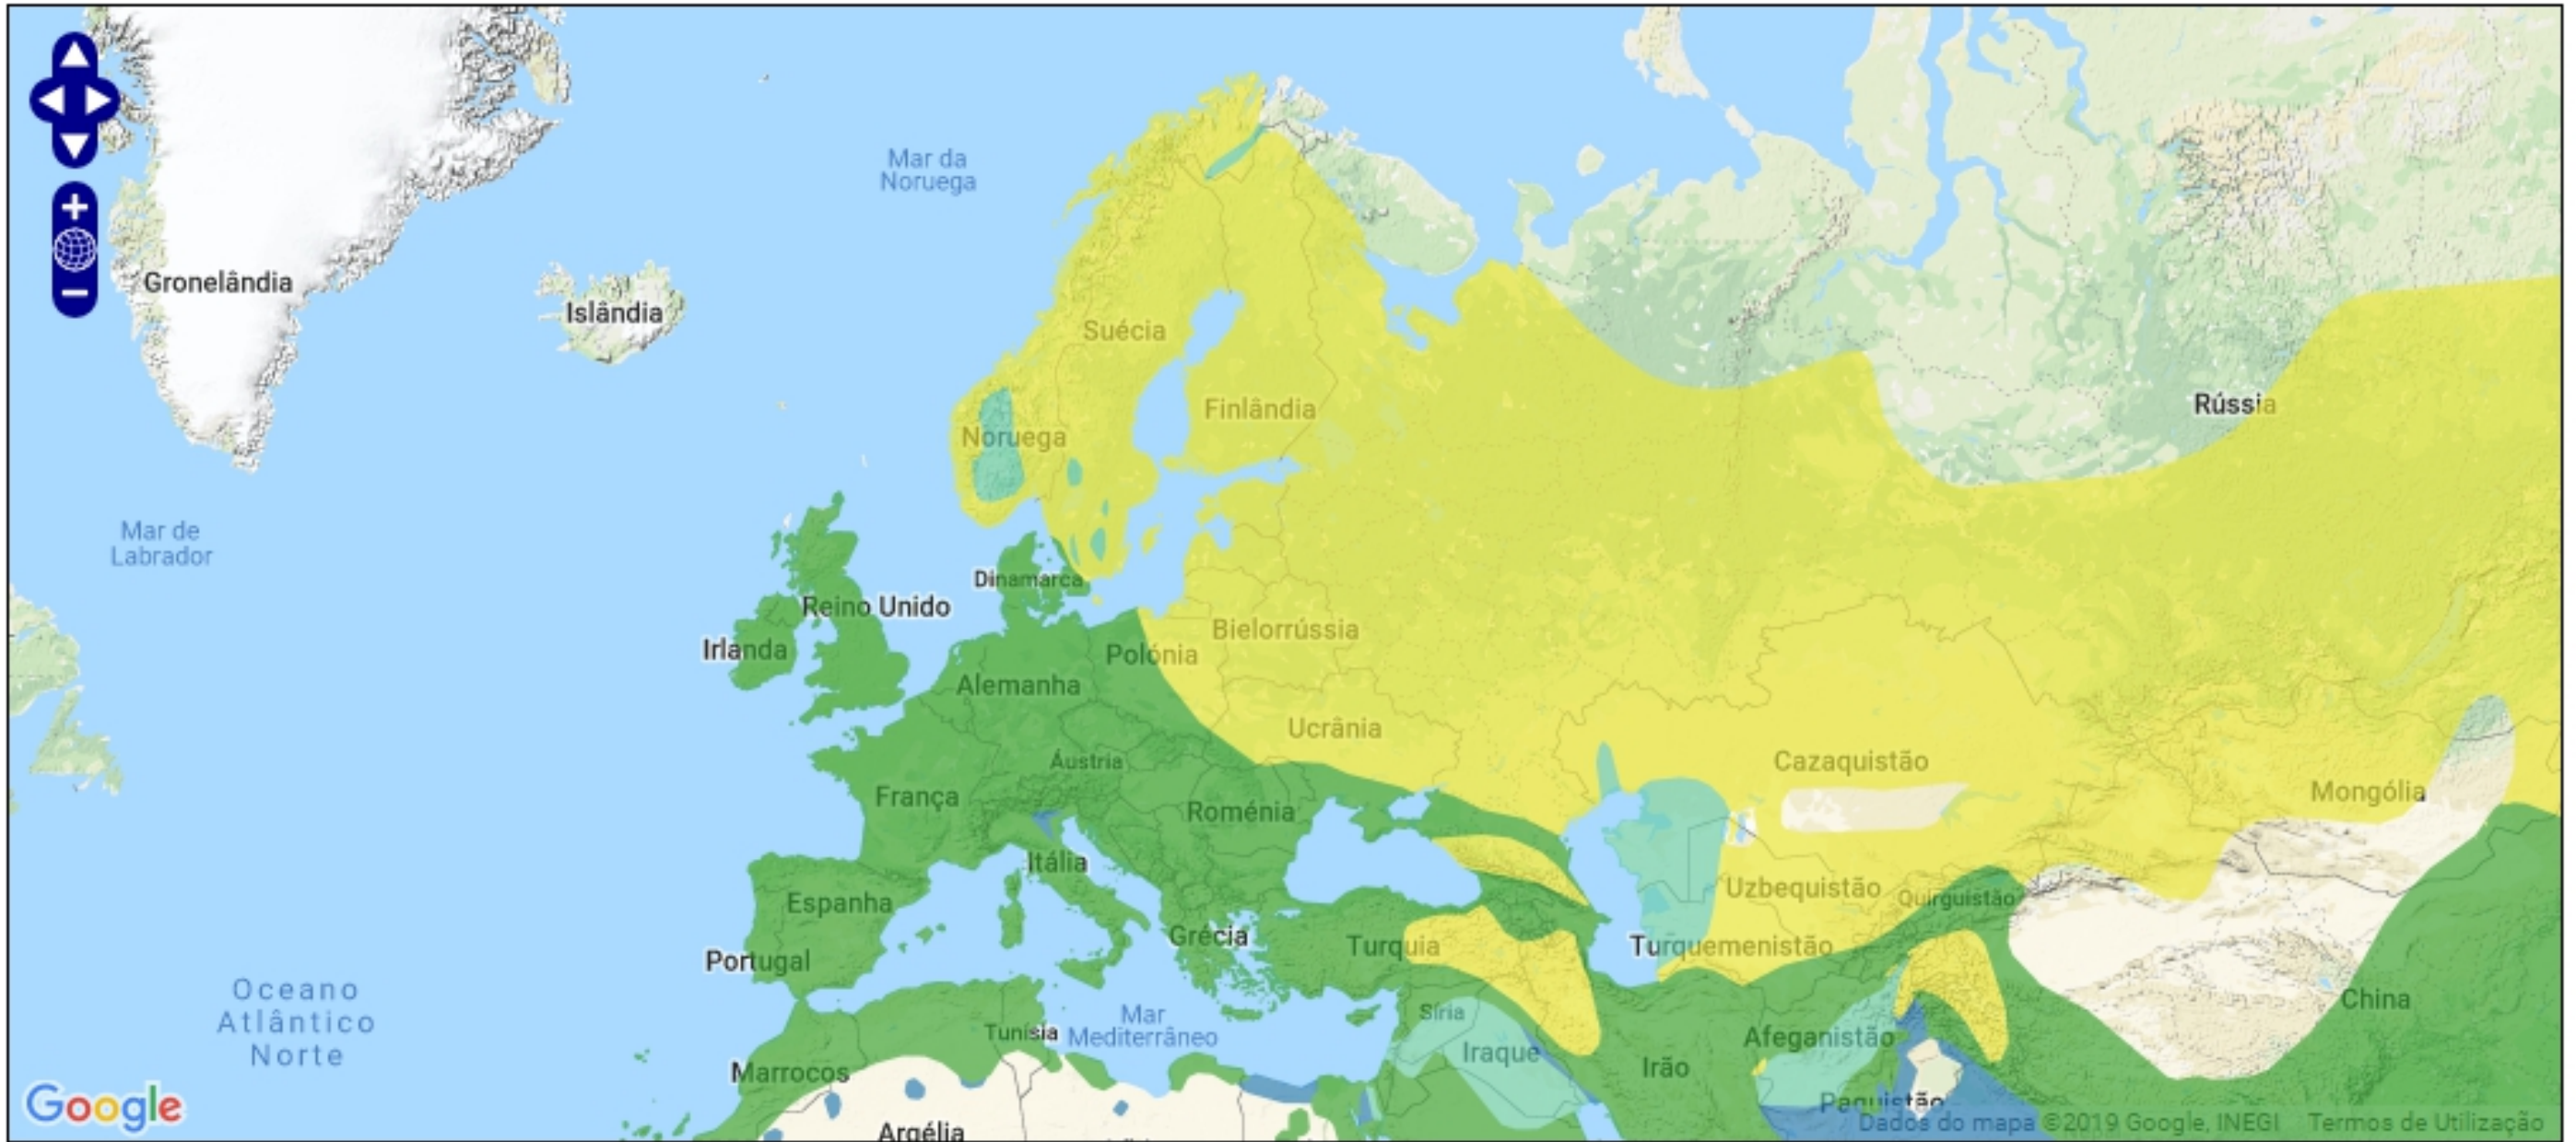 Mar da
Noruega
Gronelândia
Islândia
Suécia
Rússia
Finlândia
Noruega
Mar de
Labrador
Dinamarca
Reino Unido
Bielorrússia
Irlanda
Polónia
Alemanha
Ucrânia
Áustria
Cazaquistão
França
Mongólia
Roménia
Itália
Uzbequistão
Quirguistão
Espanha
Grécia
Turquia
Turquemenistão
Portugal
Oceano
Atlântico
Norte
China
Síria
Mar
Mediterrâneo
Tunísia
Afeganistão
Iraque
Irão
Marrocos
Google
Paquistão
Argélia
Dados do mapa ©2019 Google, INEGI
Termos de Utilização